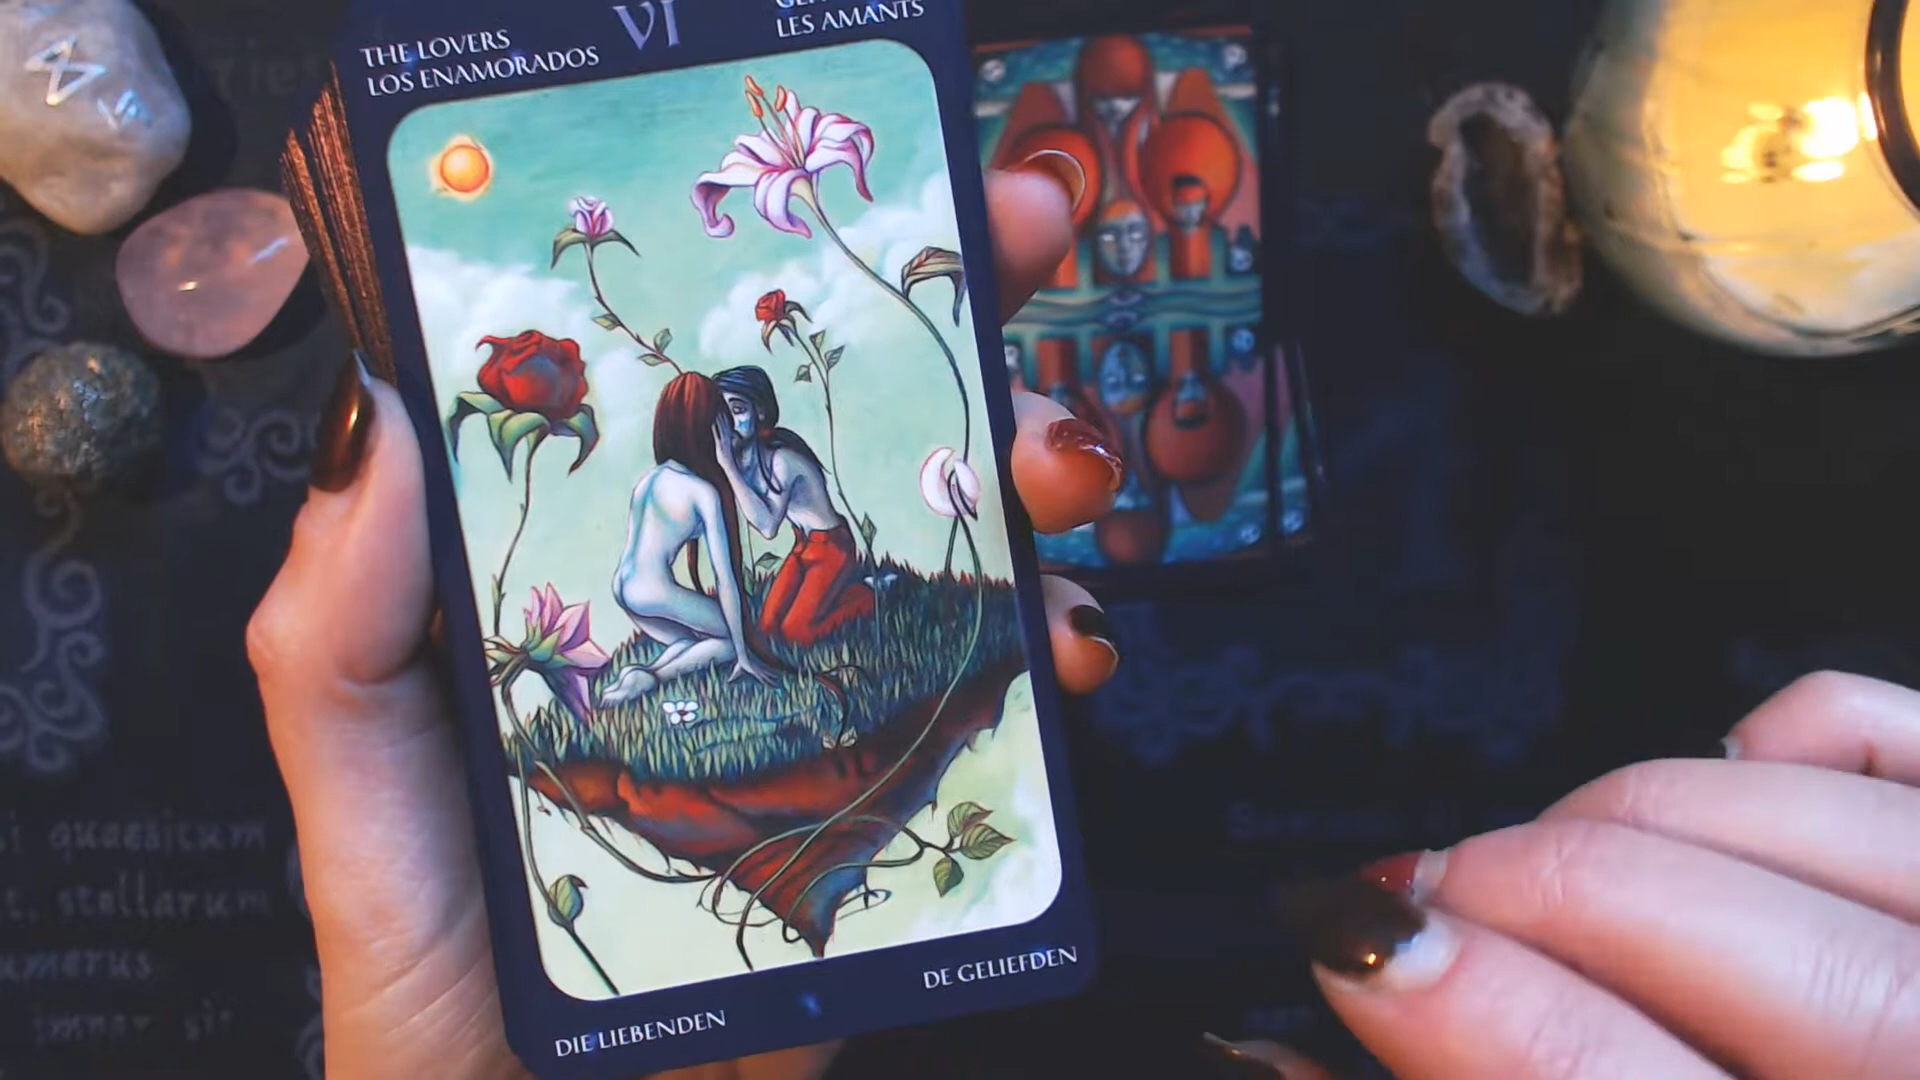 THE LOVERS
LOS ENAMORADOS
VI
LES AMANTS
DIE LIEBENDEN
DE GELIEFDEN
quaesitum
stellarum